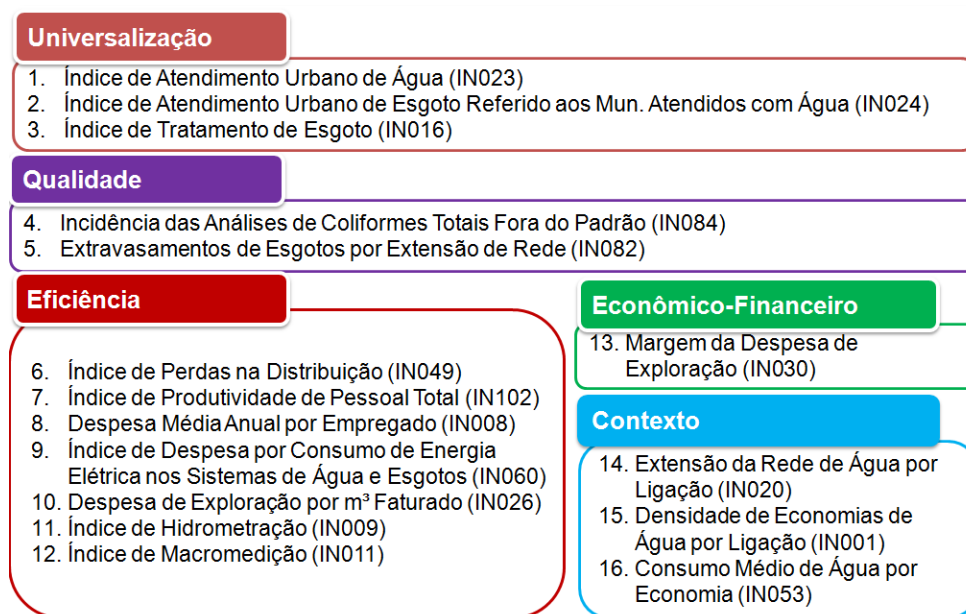 Universalização
1. Índice de Atendimento Urbano de Água (IN023)
2. Índice de Atendimento Urbano de Esgoto Referido aos Mun. Atendidos com Água (IN024)
3. Índice de Tratamento de Esgoto (IN016)
Qualidade
4. Incidência das Análises de Coliformes Totais Fora do Padrão (IN084)
5. Extravasamentos de Esgotos por Extensão de Rede (IN082)
Eficiência
6. Índice de Perdas na Distribuição (IN049)
7. Índice de Produtividade de Pessoal Total (IN102)
8. Despesa Média Anual por Empregado (IN008)
9. Índice de Despesa por Consumo de Energia
Elétrica nos Sistemas de Água e Esgotos (IN060)
10. Despesa de Exploração por m³ Faturado (IN026)
11. Índice de Hidrometração (IN009)
12. Índice de Macromedição (IN011)
Econômico-Financeiro
13. Margem da Despesa de
Exploração (IN030)
Contexto
14. Extensão da Rede de Água por
Ligação (IN020)
15. Densidade de Economias de
Água por Ligação (IN001)
16. Consumo Médio de Água por
Economia (IN053)